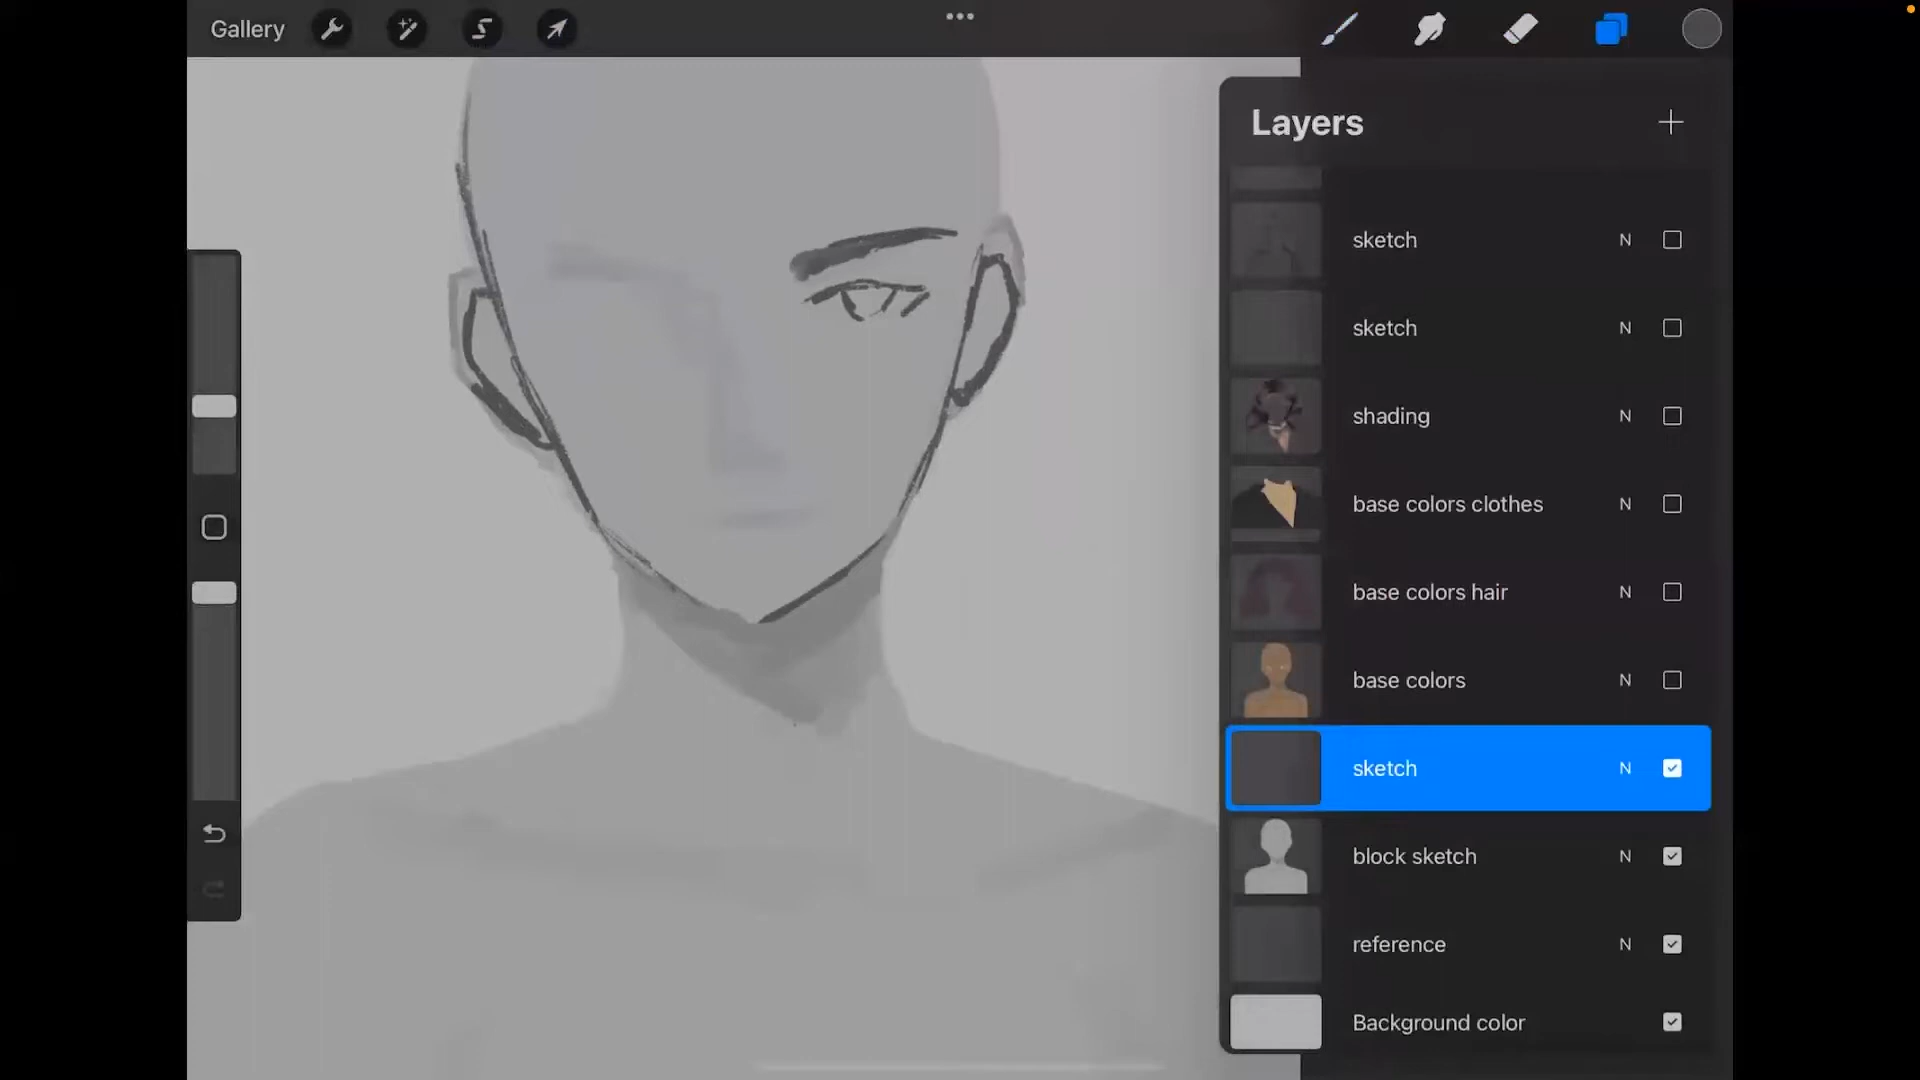 Gallery
Layers
sketch N
sketch N
shading N
base colors clothes N
base colors hair N
base colors N
sketch N
block sketch N
reference N
Background color